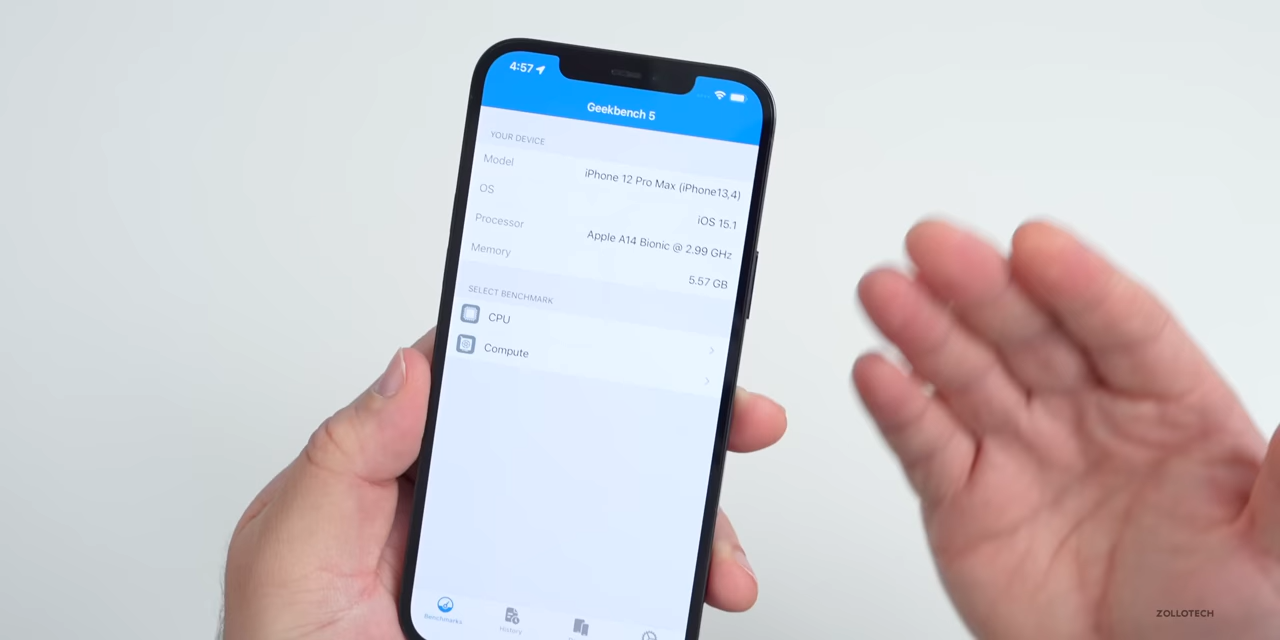 4:57
Geekbench 5
YOUR DEVICE
Model
iPhone 12 Pro Max (iPhone13,4)
OS
iOS 15.1
Processor
Apple A14 Bionic @ 2.99 GHz
Memory
5.57 GB
SELECT BENCHMARK
CPU
Compute
Benchmarks
History
ZOLLOTECH